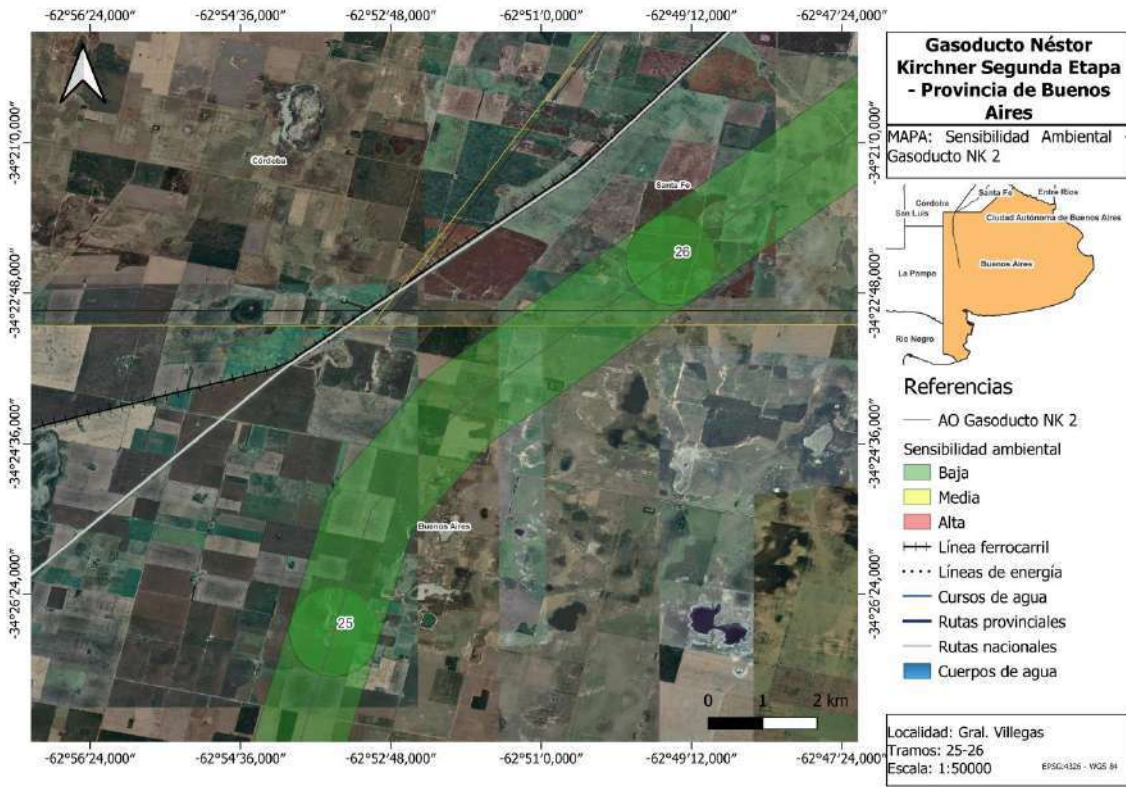 -62°56'24,000" -62°54'36,000" -62°52'48,000" -62°51'0,000" -62°49'12,000" -62°47'24,000"
-34°21'0,000"
-34°22'48,000"
-34°24'36,000"
-34°26'24,000"
Córdoba
Santa Fe
26
Buenos Aires
25
0 1 2 km
-34°21'0,000"
-34°22'48,000"
-34°24'36,000"
-34°26'24,000"
-62°56'24,000" -62°54'36,000" -62°52'48,000" -62°51'0,000" -62°49'12,000" -62°47'24,000"
Gasoducto Néstor
Kirchner Segunda Etapa
- Provincia de Buenos
Aires
MAPA: Sensibilidad Ambiental -
Gasoducto NK 2
Santa Fe
Entre Ríos
Córdoba
San Luis
Ciudad Autónoma de Buenos Aires
Buenos Aires
La Pampa
Río Negro
Referencias
AO Gasoducto NK 2
Sensibilidad ambiental
Baja
Media
Alta
Línea ferrocarril
Líneas de energía
Cursos de agua
Rutas provinciales
Rutas nacionales
Cuerpos de agua
Localidad: Gral. Villegas
Tramos: 25-26
Escala: 1:50000
EPSG:4326 - WGS 84